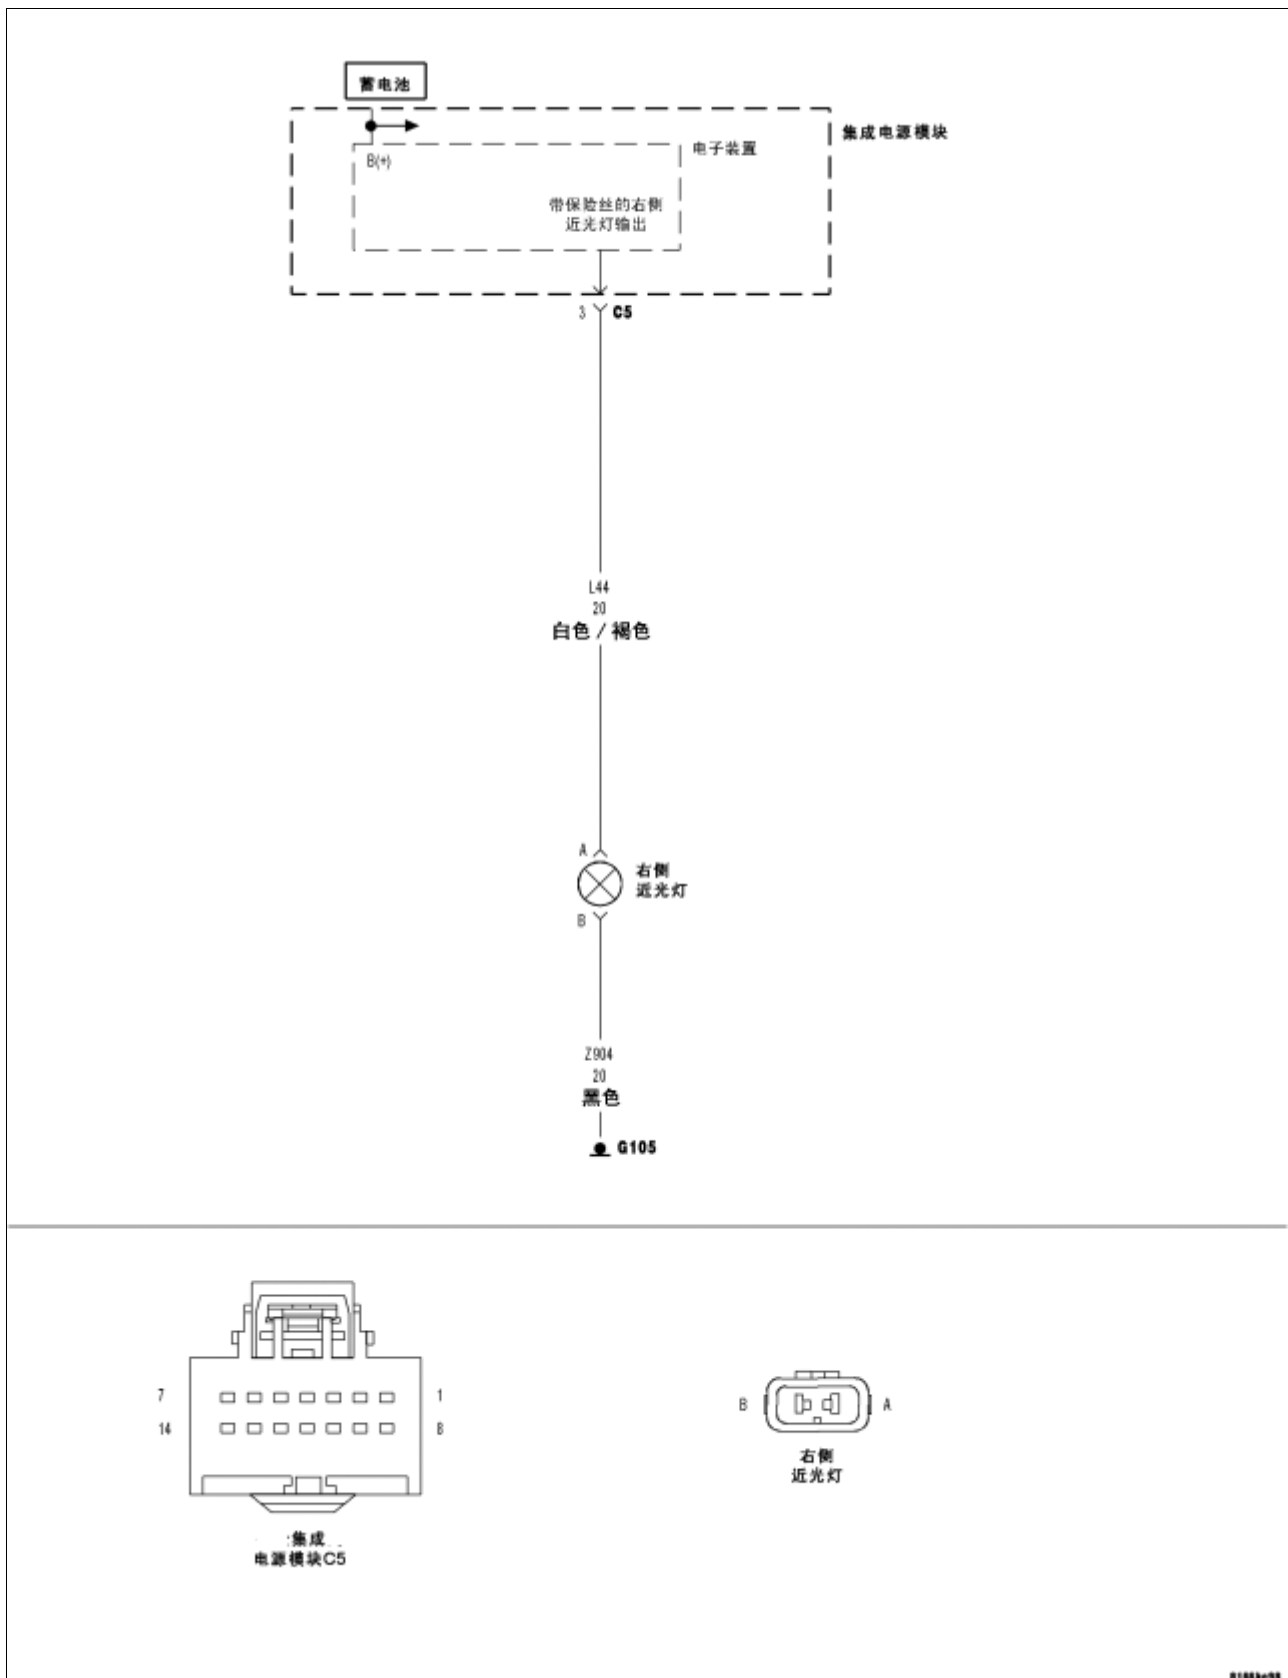 蓄电池
集成电源模块
电子装置
B(+)
带保险丝的右侧
近光灯输出
3 C5
L44
20
白色 / 褐色
A
右侧
近光灯
B
Z904
20
黑色
G105
7 1
14 8
B A
右侧
近光灯
集成
电源模块C5